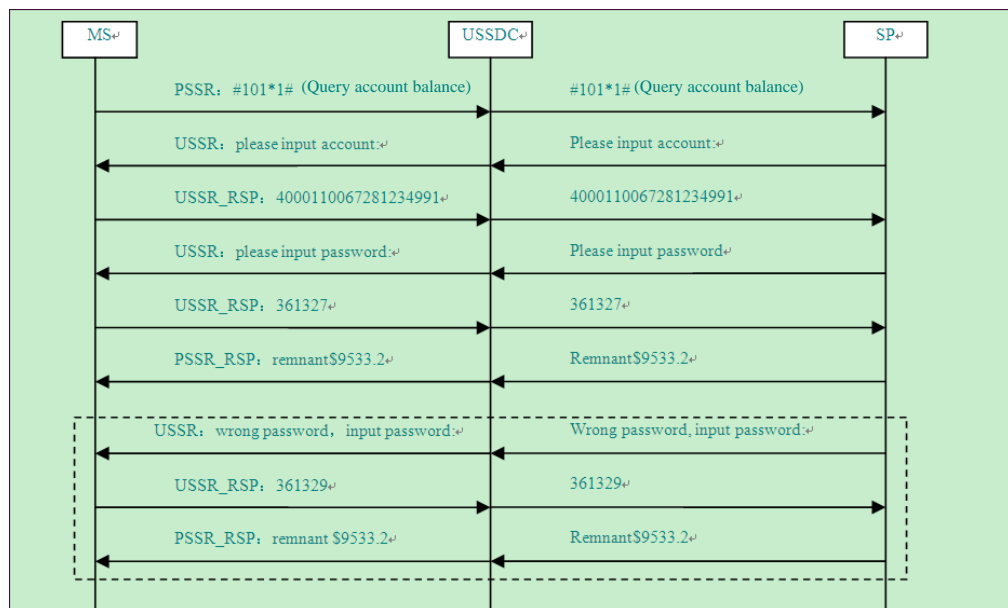 MS↵ USSDC↵ SP↵
PSSR：#101*1# (Query account balance) #101*1# (Query account balance)
USSR：please input account:↵ Please input account:↵
USSR_RSP：4000110067281234991 4000110067281234991↵
USSR：please input password:↵ Please input password↵
USSR_RSP：361327↵ 361327↵
PSSR_RSP：remnant$9533.2↵ Remnant$9533.2↵
USSR：wrong password，input password:↵ Wrong password, input password:↵
USSR_RSP：361329↵ 361329↵
PSSR_RSP：remnant $9533.2↵ Remnant$9533.2↵